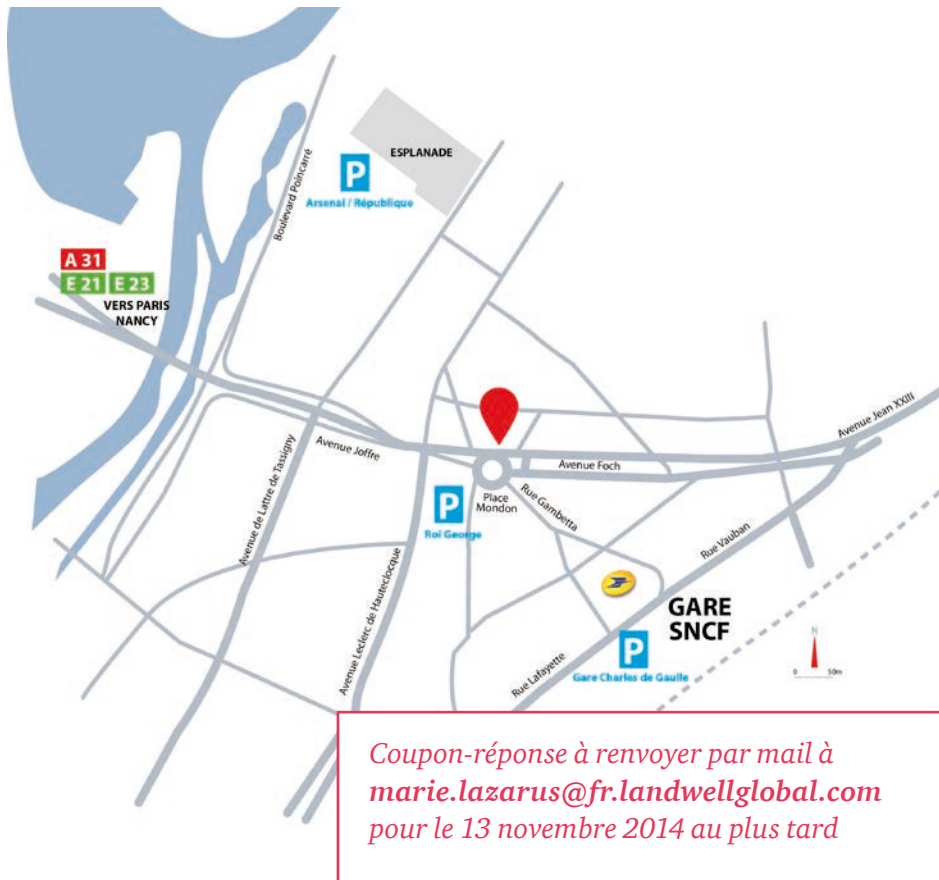 ESPLANADE
P
Arsenal / République
Boulevard Poincarré
A 31
E 21 E 23
VERS PARIS
NANCY
Avenue Jean XXIII
Avenue Joffre
Avenue Foch
Place
Mondon
Rue Gambetta
P
Roi George
Avenue de Lattre de Tassigny
Avenue Leclerc de Hauteclocque
Rue Vauban
GARE
SNCF
P
Gare Charles de Gaulle
Rue Lafayette
N
0 50m
Coupon-réponse à renvoyer par mail à
marie.lazarus@fr.landwellglobal.com
pour le 13 novembre 2014 au plus tard